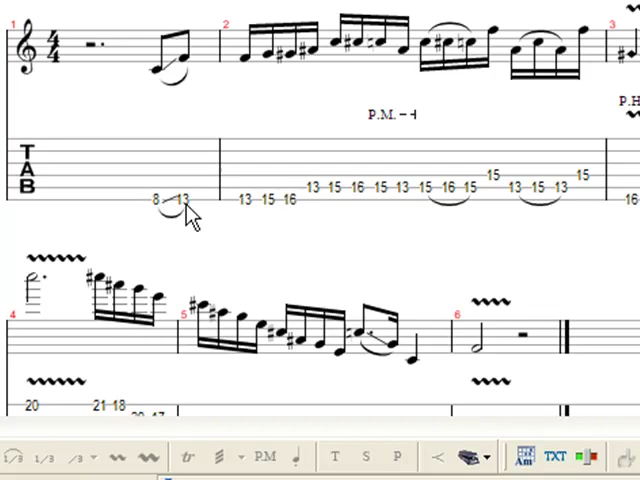 1 2 3
4
4
P.M. P.H
T
A
B
15 15
13 15 16 15 13 15 16 15 13 15 13
8 13 13 15 16 16
4 5 6
20 21 18
1/3 1/3 /3 tr P.M T S P Am TXT